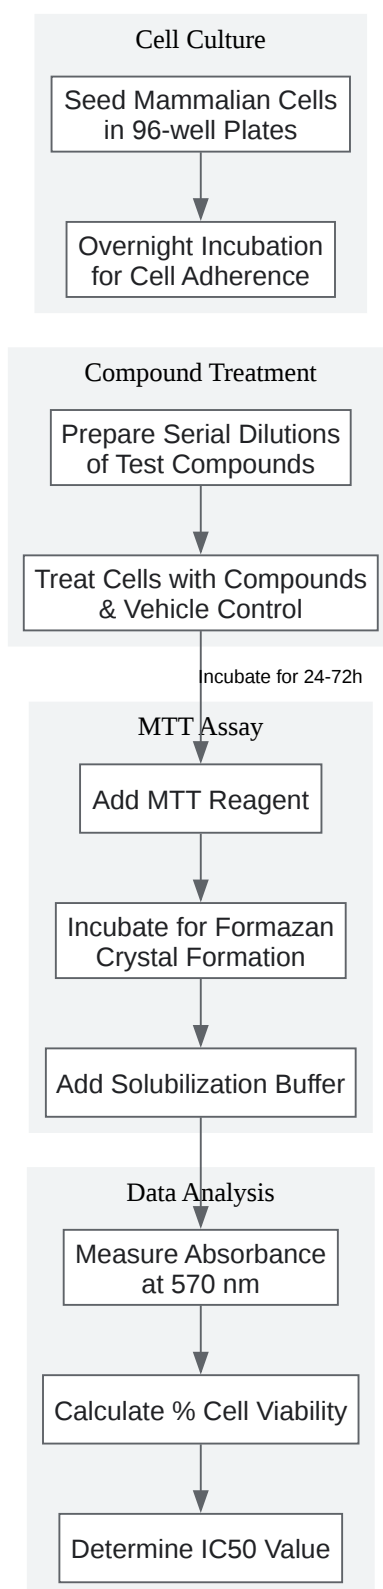 Cell Culture
Seed Mammalian Cells
in 96-well Plates
Overnight Incubation
for Cell Adherence
Compound Treatment
Prepare Serial Dilutions
of Test Compounds
Treat Cells with Compounds
& Vehicle Control
Incubate for 24-72h
MTT Assay
Add MTT Reagent
Incubate for Formazan
Crystal Formation
Add Solubilization Buffer
Data Analysis
Measure Absorbance
at 570 nm
Calculate % Cell Viability
Determine IC50 Value